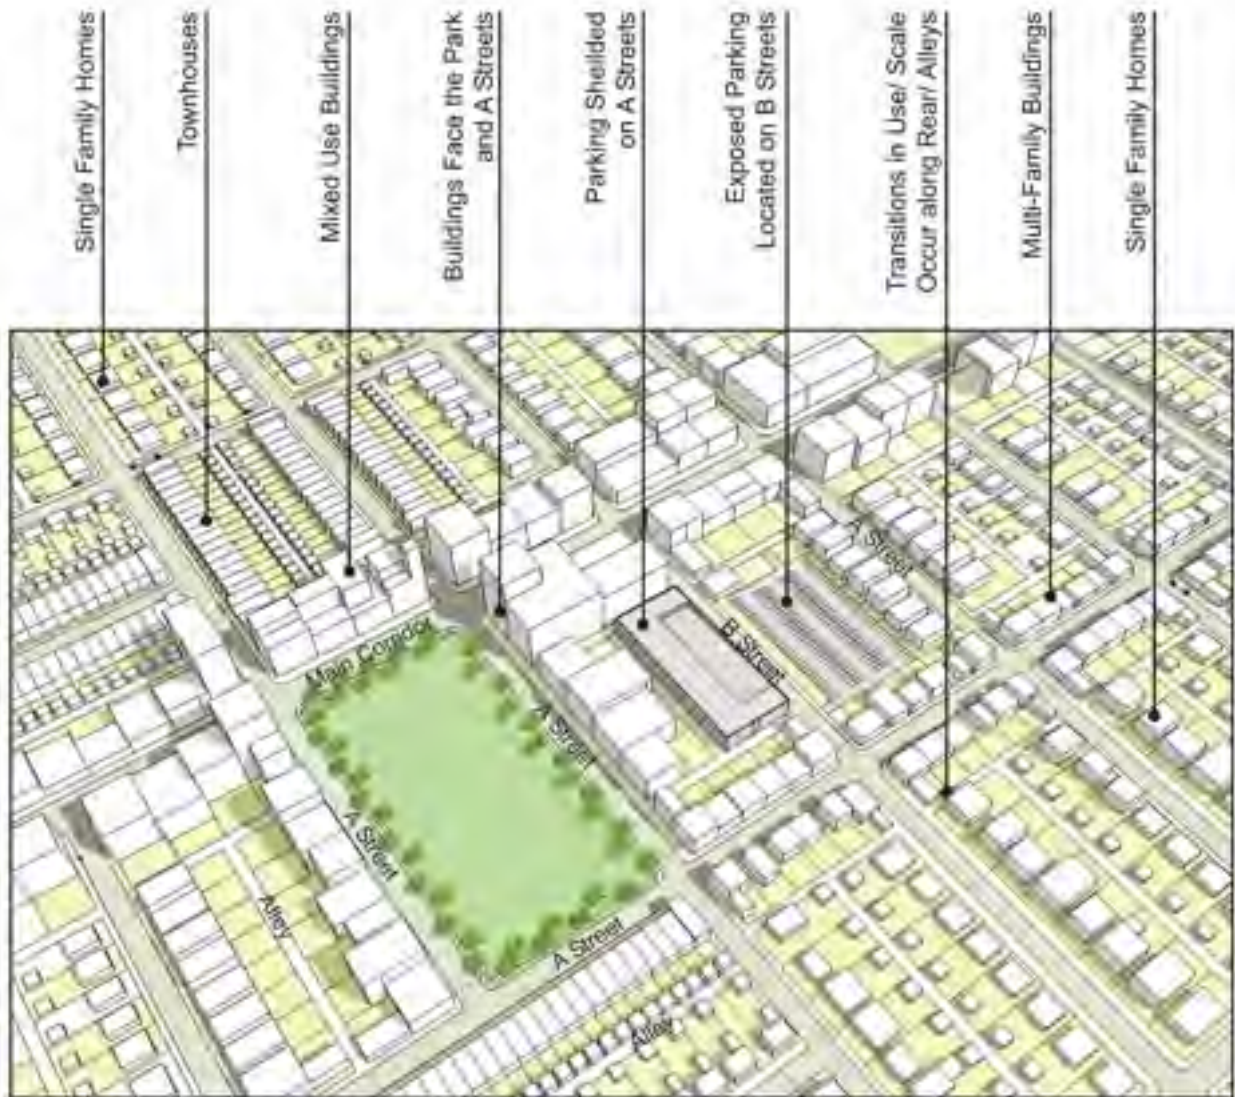 Single Family Homes
Townhouses
Mixed Use Buildings
Buildings Face the Park
and A Streets
Parking Sheilded
on A Streets
Exposed Parking
Located on B Streets
Transitions in Use/ Scale
Occur along Rear/ Alleys
Multi-Family Buildings
Single Family Homes
Main Corridor
A Street
A Street
A Street
A Street
B Street
Alley
Alley